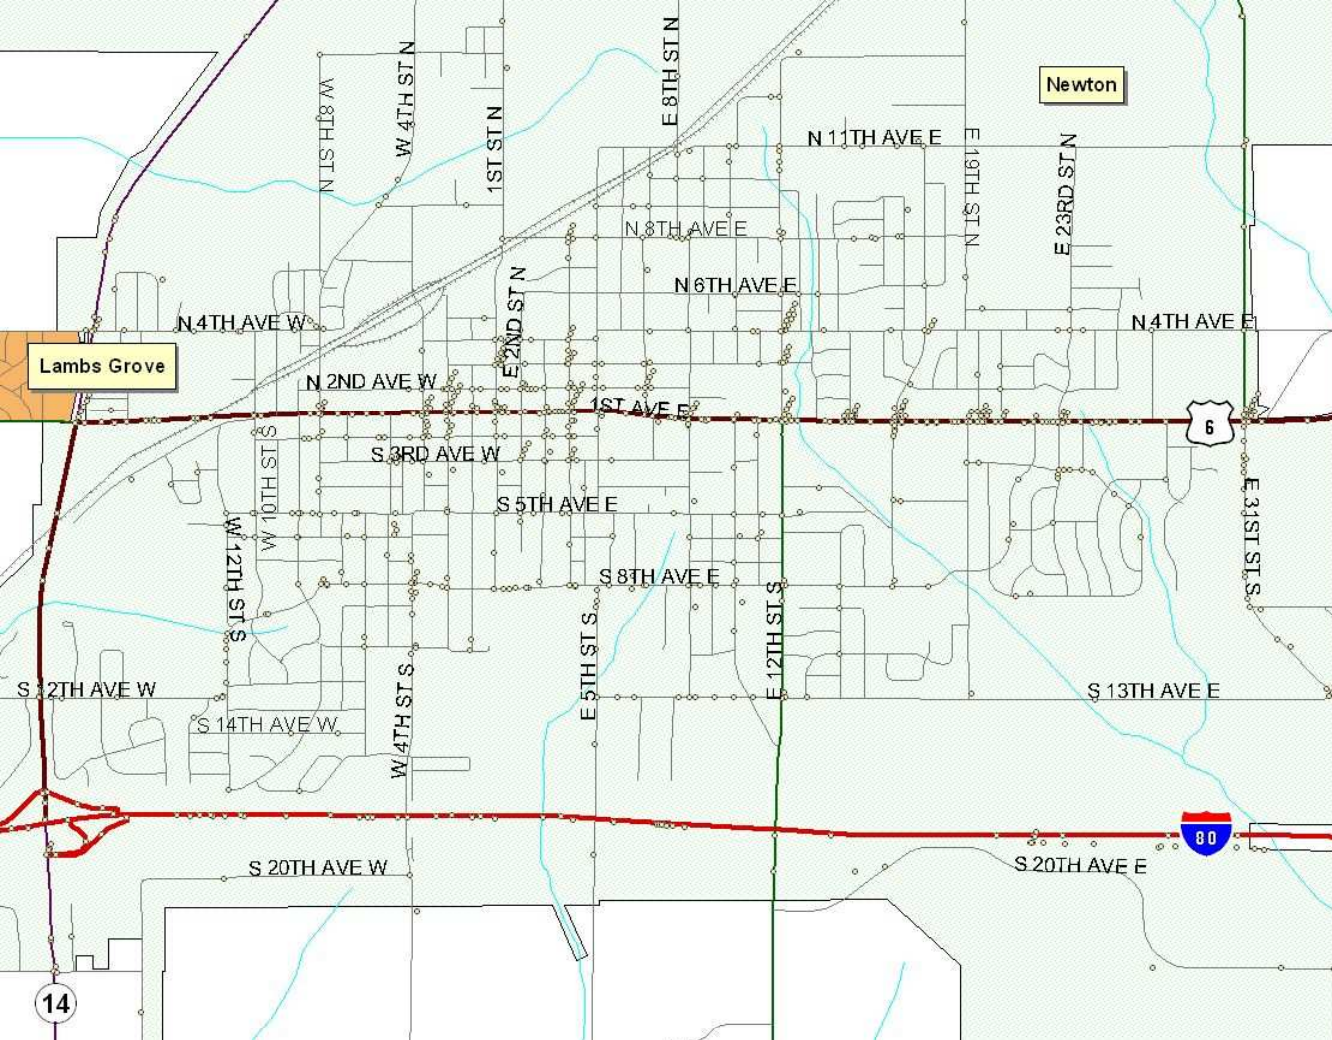 W 8TH ST N
W 4TH ST N
1ST ST N
E 8TH ST N
Newton
N 11TH AVE E
E 19TH ST N
E 23RD ST N
N 8TH AVE E
N 6TH AVE E
E 2ND ST N
N 4TH AVE W
N 4TH AVE E
Lambs Grove
N 2ND AVE W
1ST AVE E
6
S 3RD AVE W
W 10TH ST S
S 5TH AVE E
E 31ST ST S
W 12TH ST S
S 8TH AVE E
E 5TH ST S
E 12TH ST S
W 4TH ST S
S 12TH AVE W
S 13TH AVE E
S 14TH AVE W
80
S 20TH AVE W
S 20TH AVE E
14